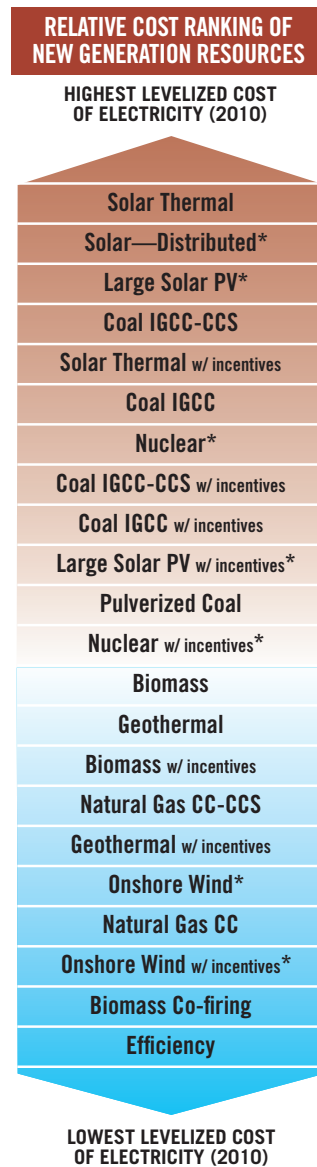 RELATIVE COST RANKING OF
NEW GENERATION RESOURCES
HIGHEST LEVELIZED COST
OF ELECTRICITY (2010)
Solar Thermal
Solar—Distributed*
Large Solar PV*
Coal IGCC-CCS
Solar Thermal w/ incentives
Coal IGCC
Nuclear*
Coal IGCC-CCS w/ incentives
Coal IGCC w/ incentives
Large Solar PV w/ incentives*
Pulverized Coal
Nuclear w/ incentives*
Biomass
Geothermal
Biomass w/ incentives
Natural Gas CC-CCS
Geothermal w/ incentives
Onshore Wind*
Natural Gas CC
Onshore Wind w/ incentives*
Biomass Co-firing
Efficiency
LOWEST LEVELIZED COST
OF ELECTRICITY (2010)